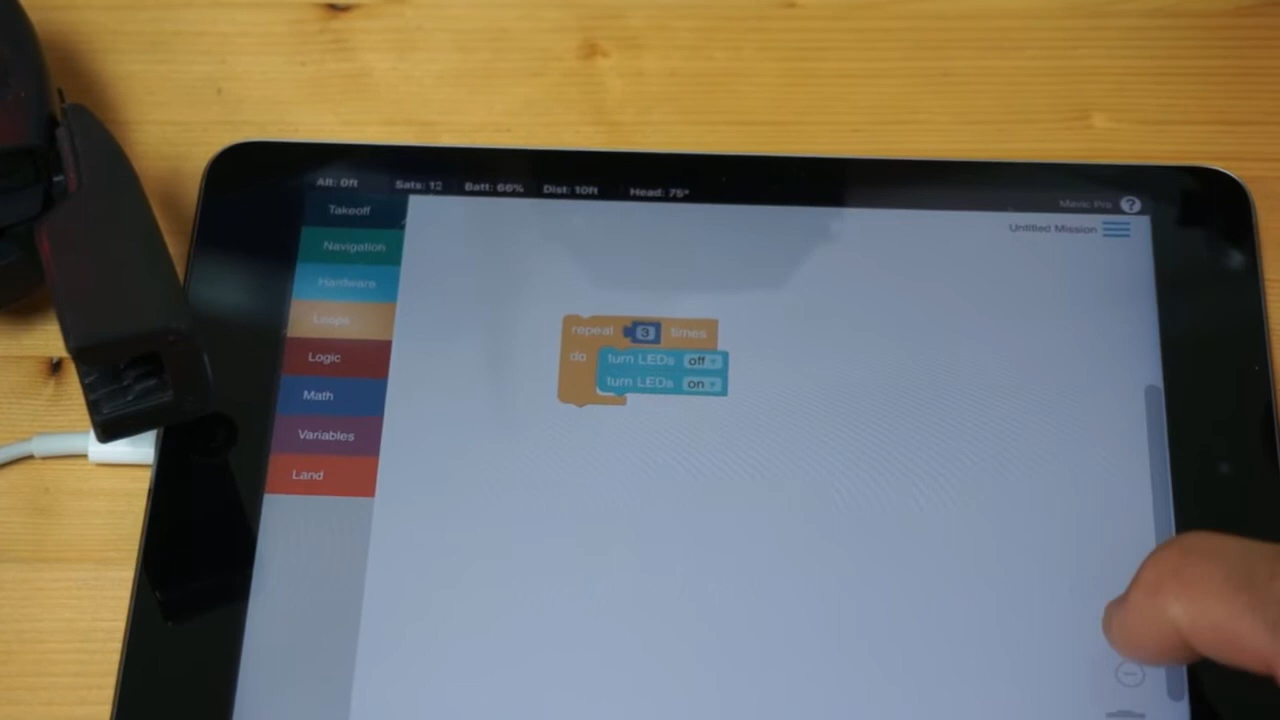 Alt: 0ft Sats: 12 Batt: 66% Dist: 10ft Head: 75°
Mavic Pro ?
Untitled Mission
Takeoff
Navigation
Hardware
Loops
Logic
Math
Variables
Land
repeat 3 times
do turn LEDs off
turn LEDs on